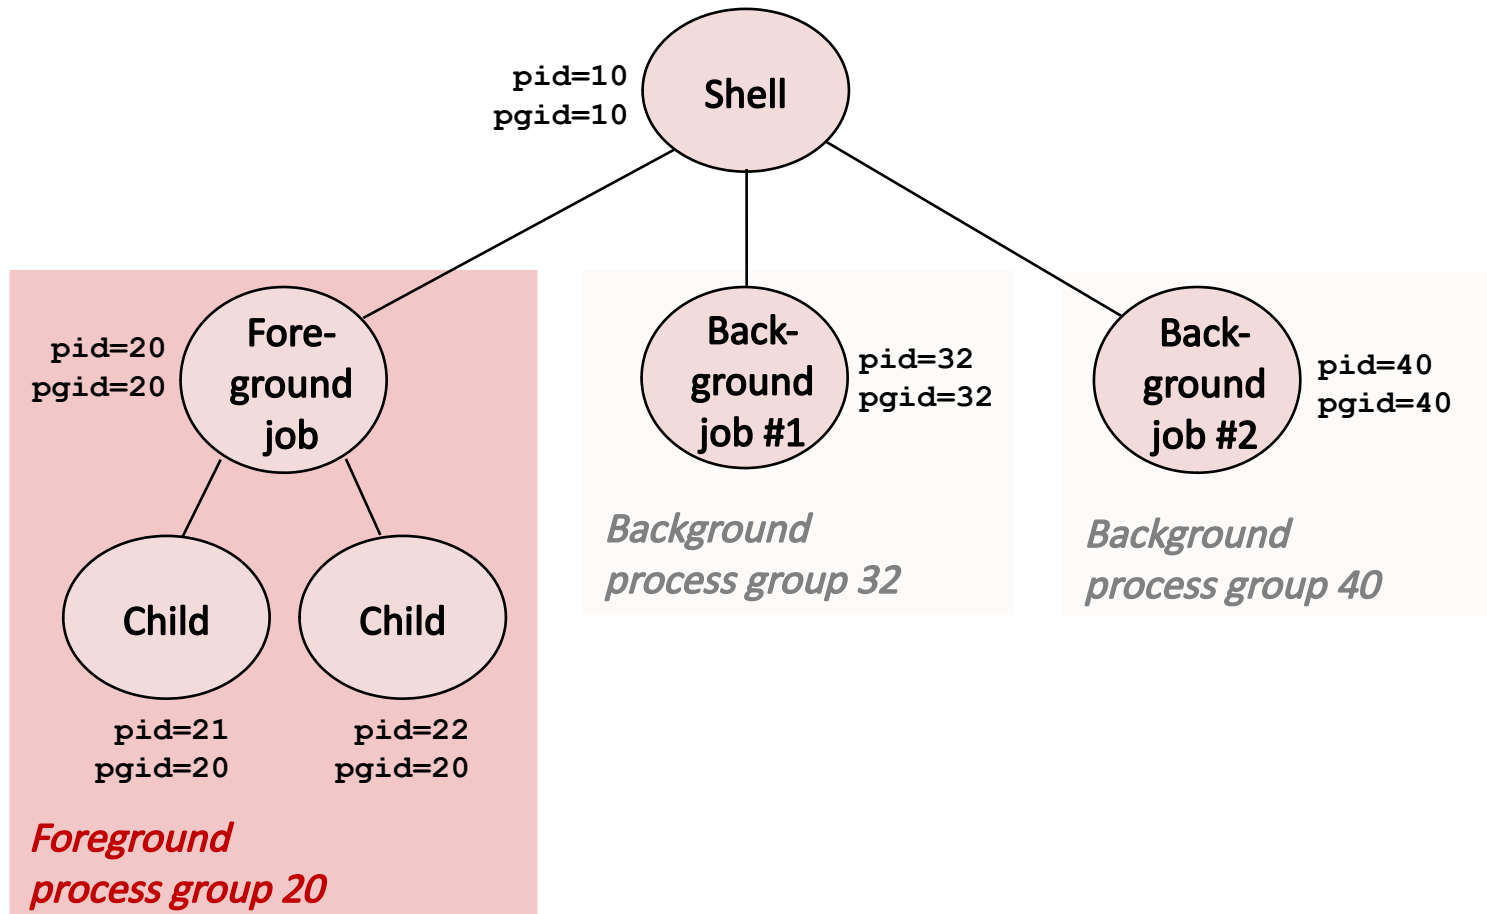 pid=10
pgid=10
Shell
pid=20
pgid=20
Fore-
ground
job
Back-
ground
job #1
pid=32
pgid=32
Back-
ground
job #2
pid=40
pgid=40
Background
process group 32
Background
process group 40
Child
Child
pid=21
pgid=20
pid=22
pgid=20
Foreground
process group 20